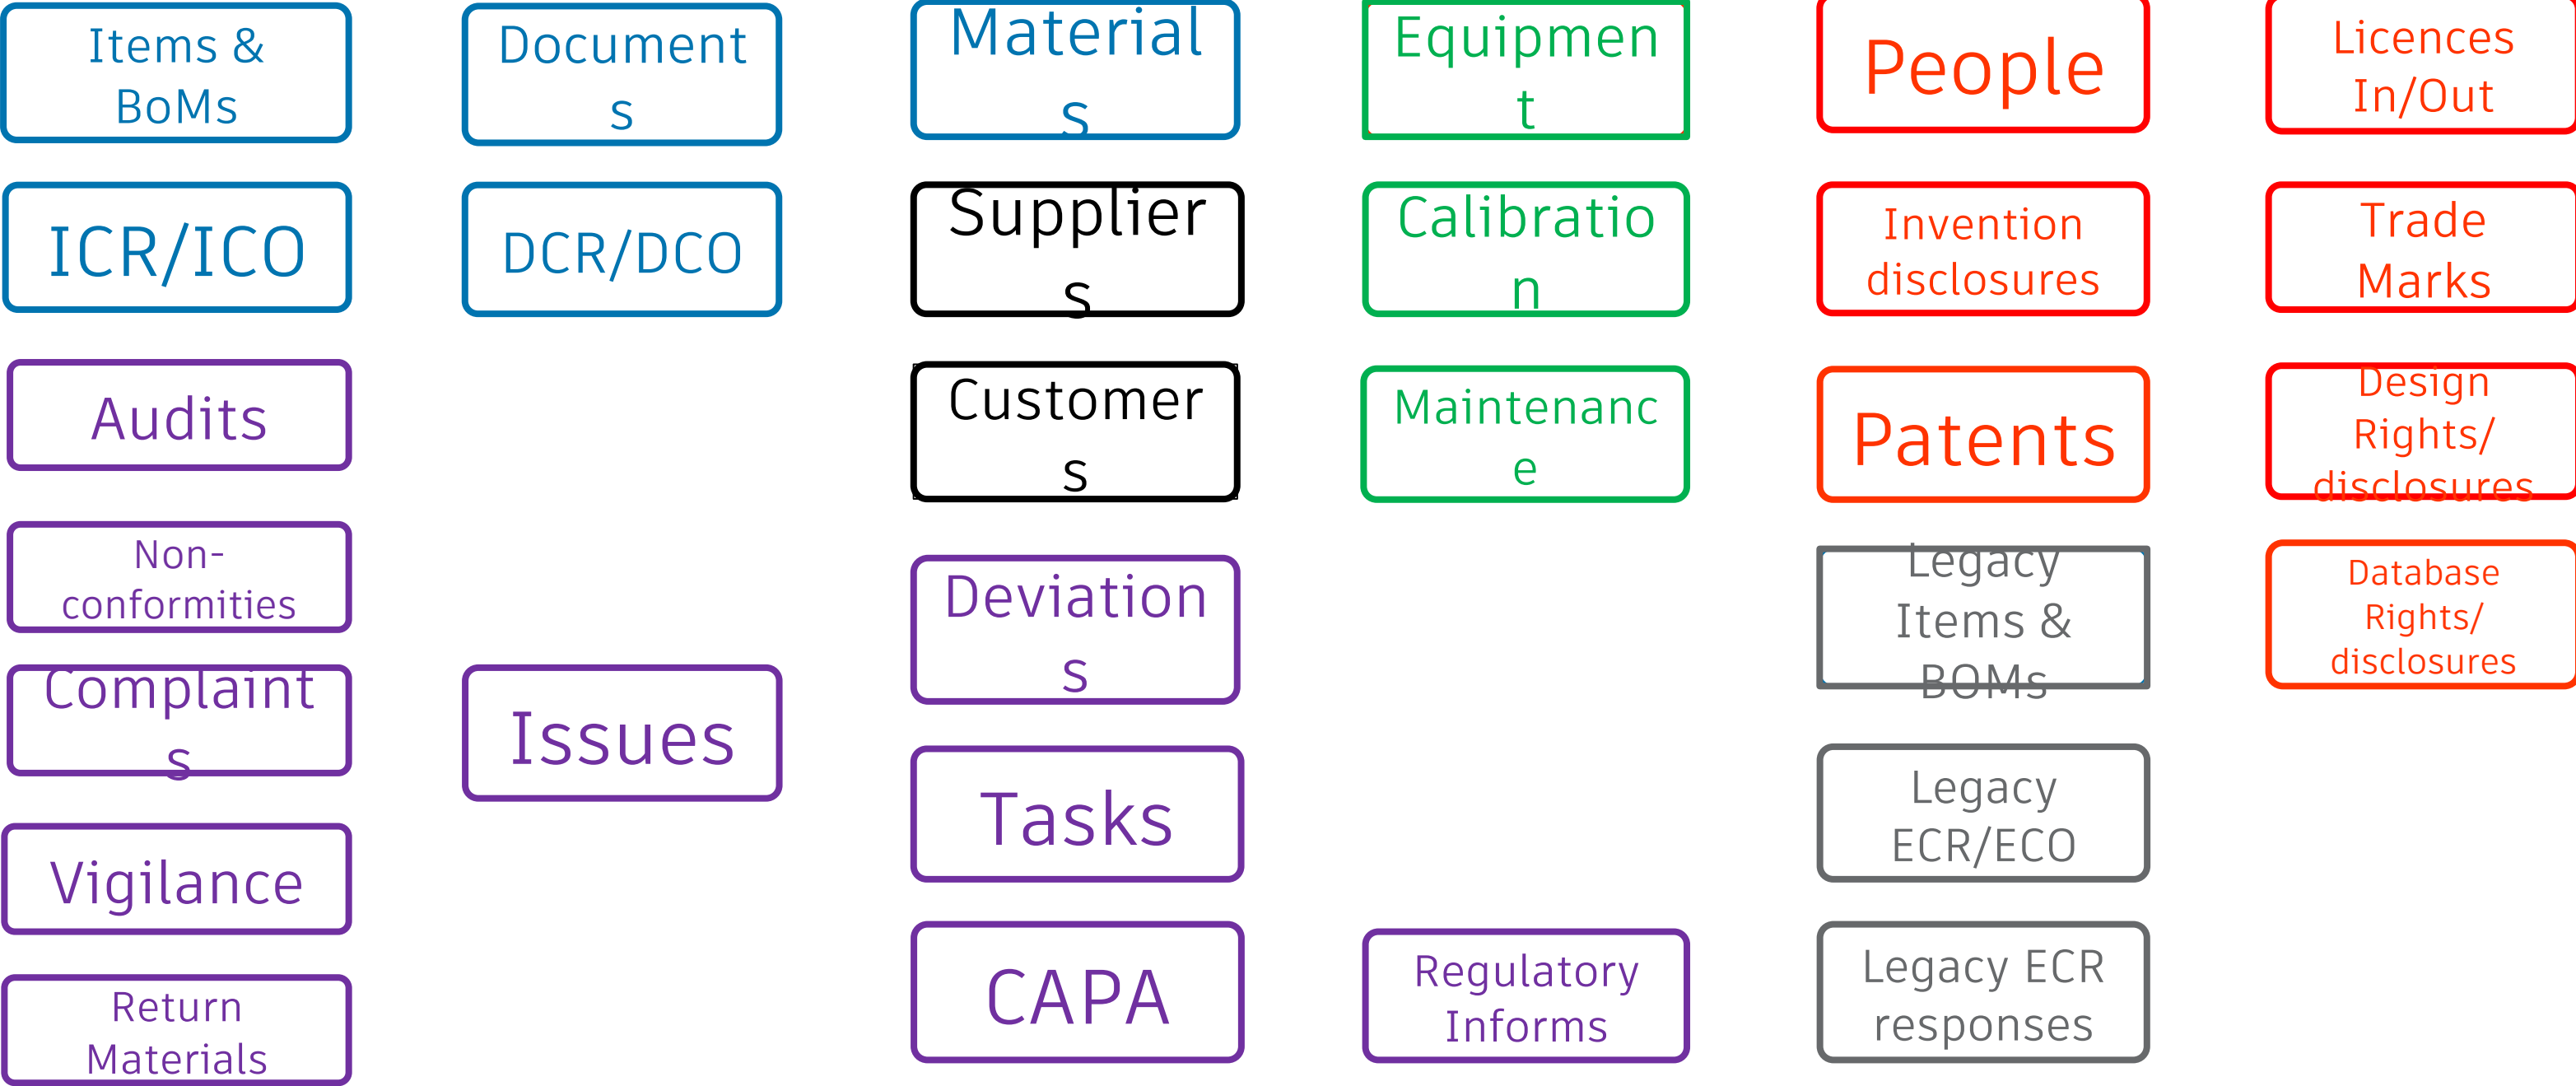 Items &
BoMs
Document
s
Material
s
Equipmen
t
People
Licences
In/Out
ICR/ICO
DCR/DCO
Supplier
s
Calibratio
n
Invention
disclosures
Trade
Marks
Audits
Customer
s
Maintenanc
e
Patents
Design
Rights/
disclosures
Non-
conformities
Deviation
s
Legacy
Items &
BOMs
Database
Rights/
disclosures
Complaint
s
Issues
Tasks
Legacy
ECR/ECO
Vigilance
CAPA
Regulatory
Informs
Legacy ECR
responses
Return
Materials